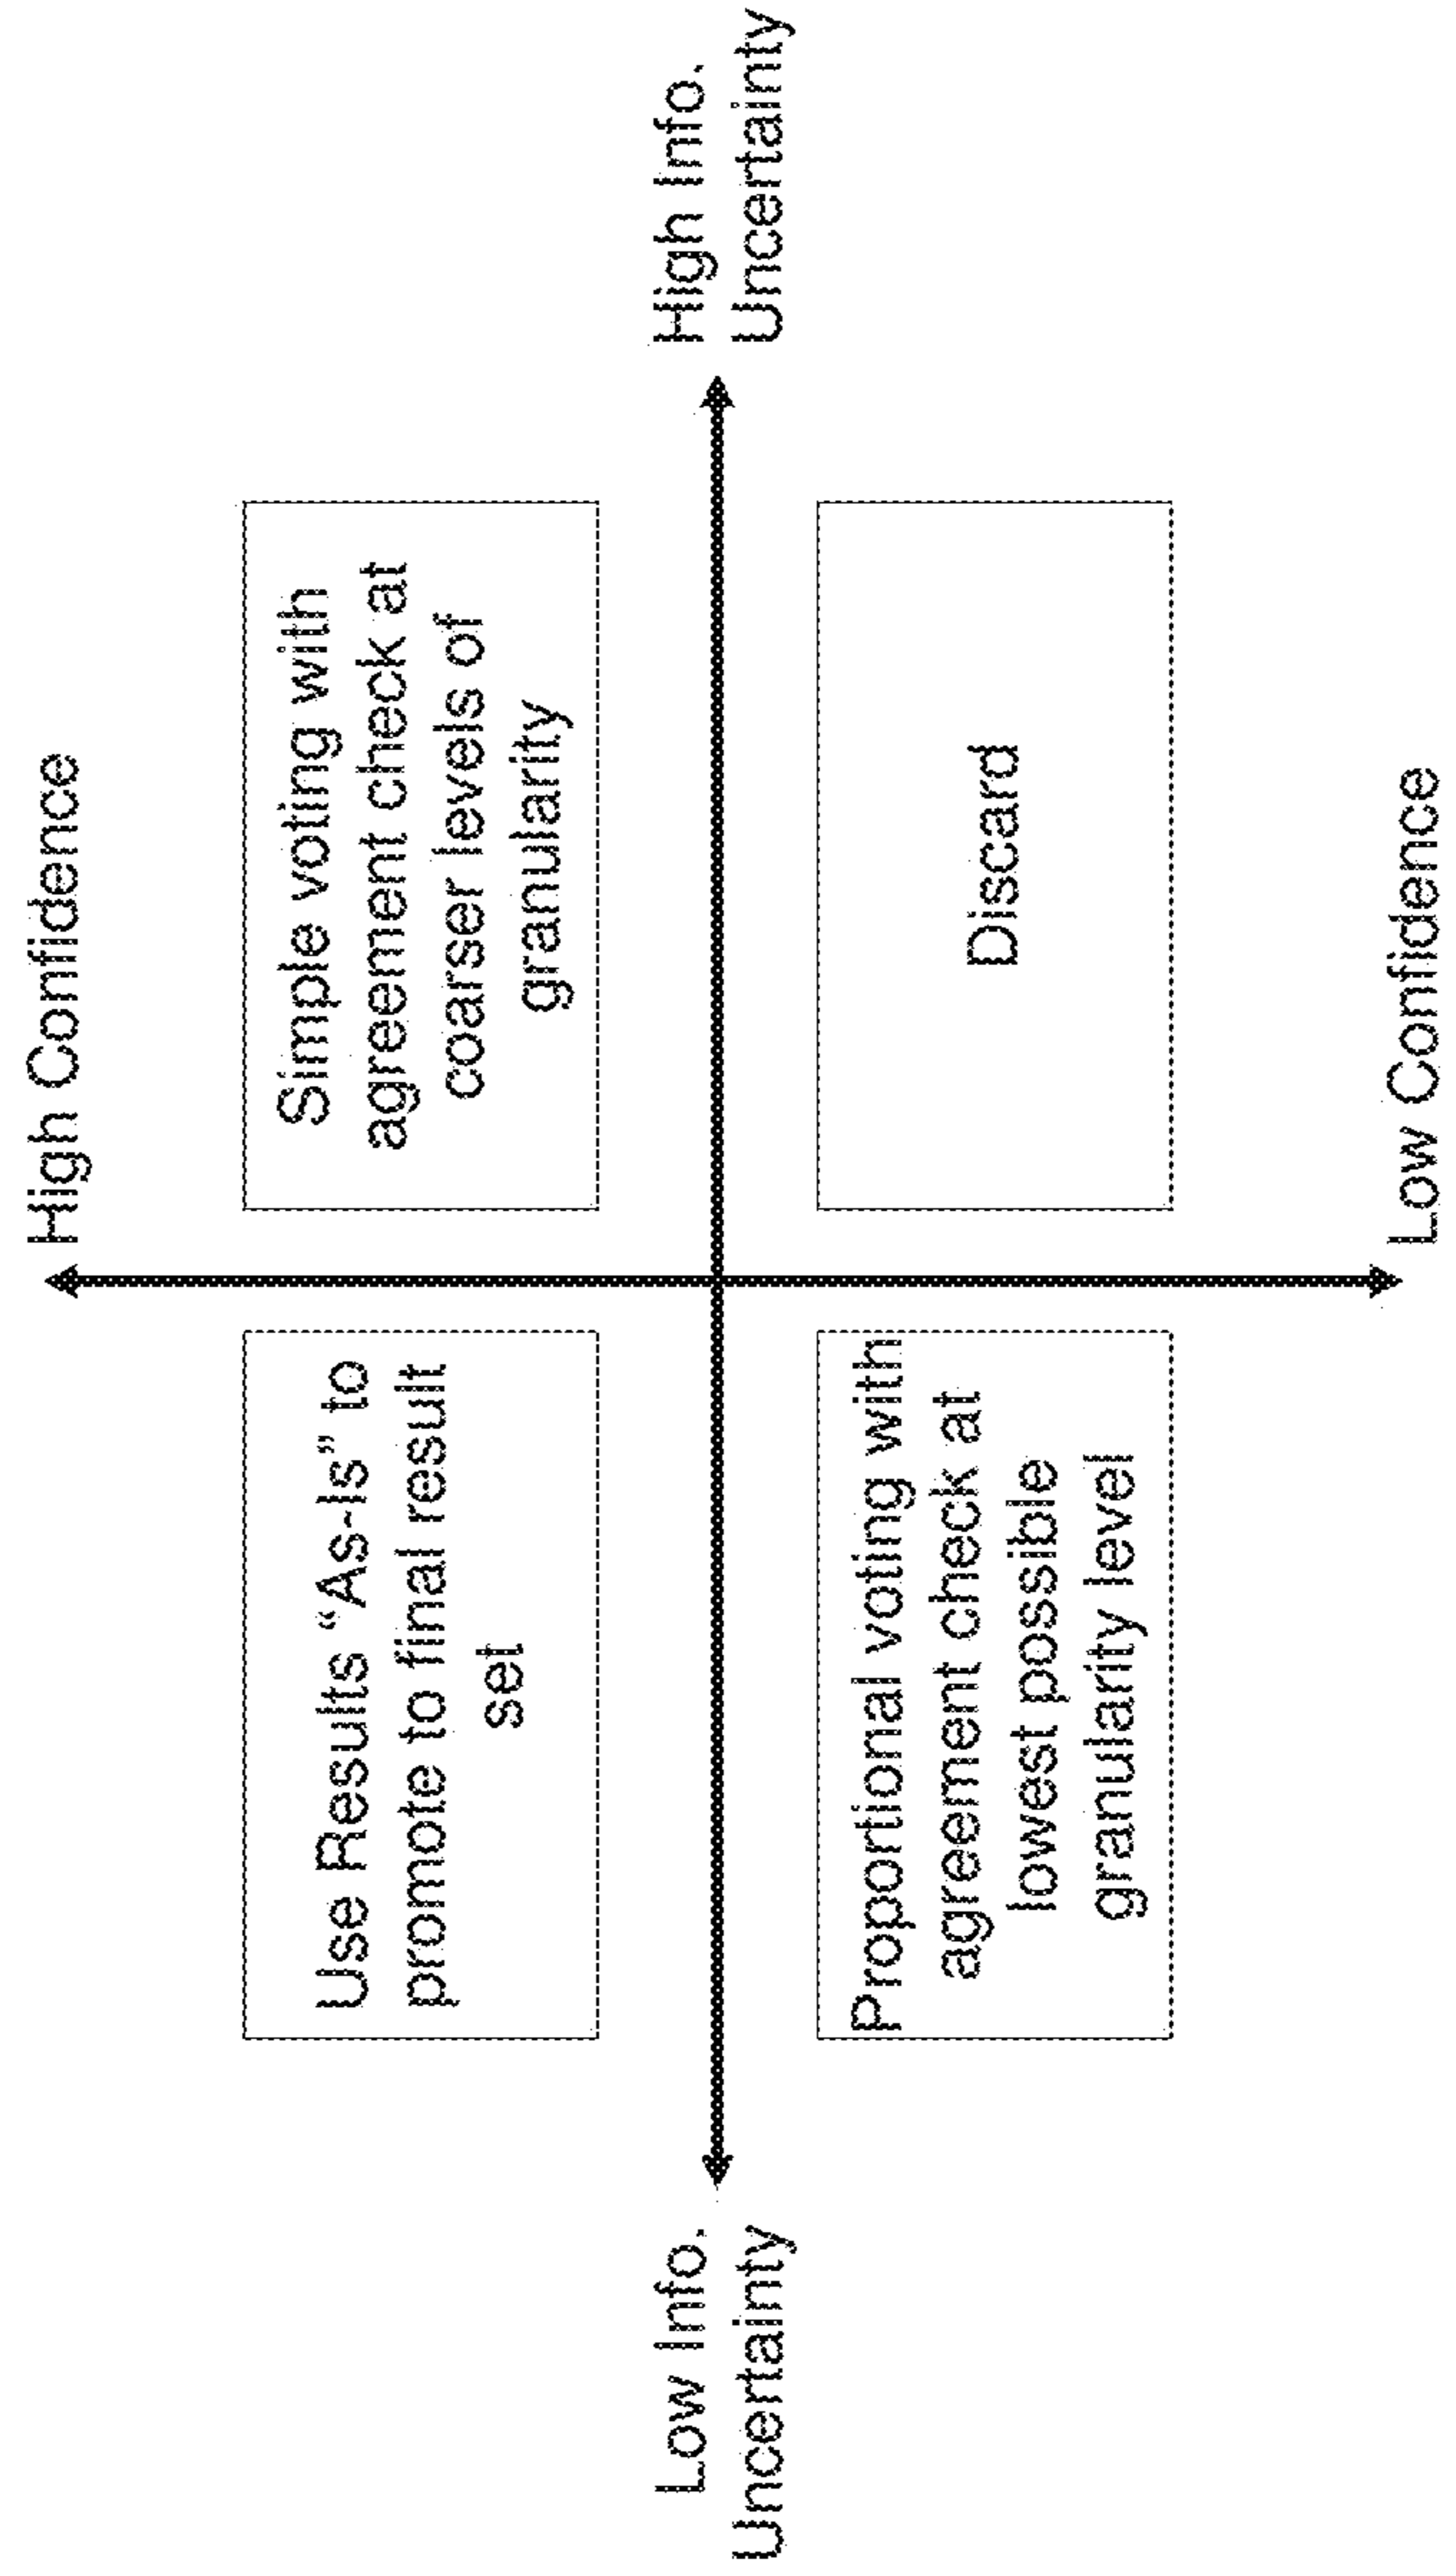 High Confidence
Use Results “As-Is” to
promote to final result
set
Simple voting with
agreement check at
coarser levels of
granularity
Low Info.
Uncertainty
High Info.
Uncertainty
Proportional voting with
agreement check at
lowest possible
granularity level
Discard
Low Confidence